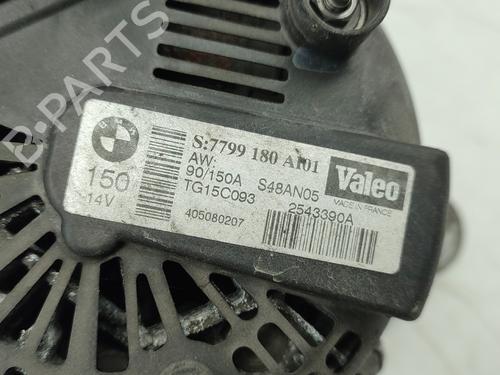 B-PARTS
S:7799 180 AI01
AW:
150
90/150A S48AN05
Valeo
MADE IN FRANCE
14V
TG15C093
2543390A
405080207